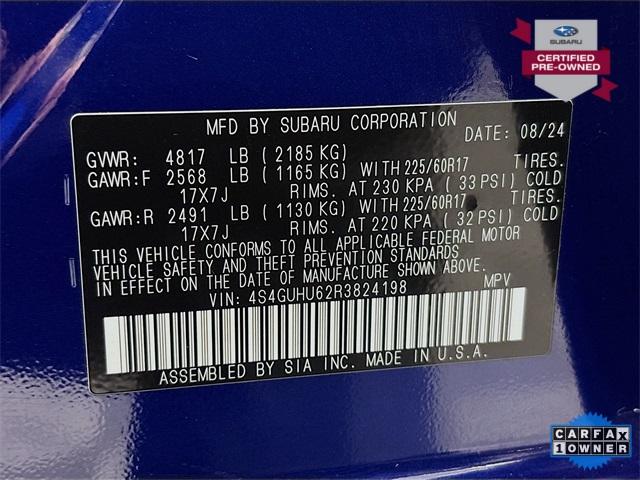 SUBARU
CERTIFIED
PRE-OWNED
MFD BY SUBARU CORPORATION DATE: 08/24
GVWR: 4817 LB ( 2185 KG)
GAWR:F 2568 LB ( 1165 KG) WITH 225/60R17 TIRES.
17X7J RIMS. AT 230 KPA ( 33 PSI) COLD
GAWR:R 2491 LB ( 1130 KG) WITH 225/60R17 TIRES.
17X7J RIMS. AT 220 KPA ( 32 PSI) COLD
THIS VEHICLE CONFORMS TO ALL APPLICABLE FEDERAL MOTOR
VEHICLE SAFETY AND THEFT PREVENTION STANDARDS
IN EFFECT ON THE DATE OF MANUFACTURE SHOWN ABOVE.
VIN: 4S4GUHU62R3824198 MPV
ASSEMBLED BY SIA INC. MADE IN U.S.A.
CARFAX
1 OWNER